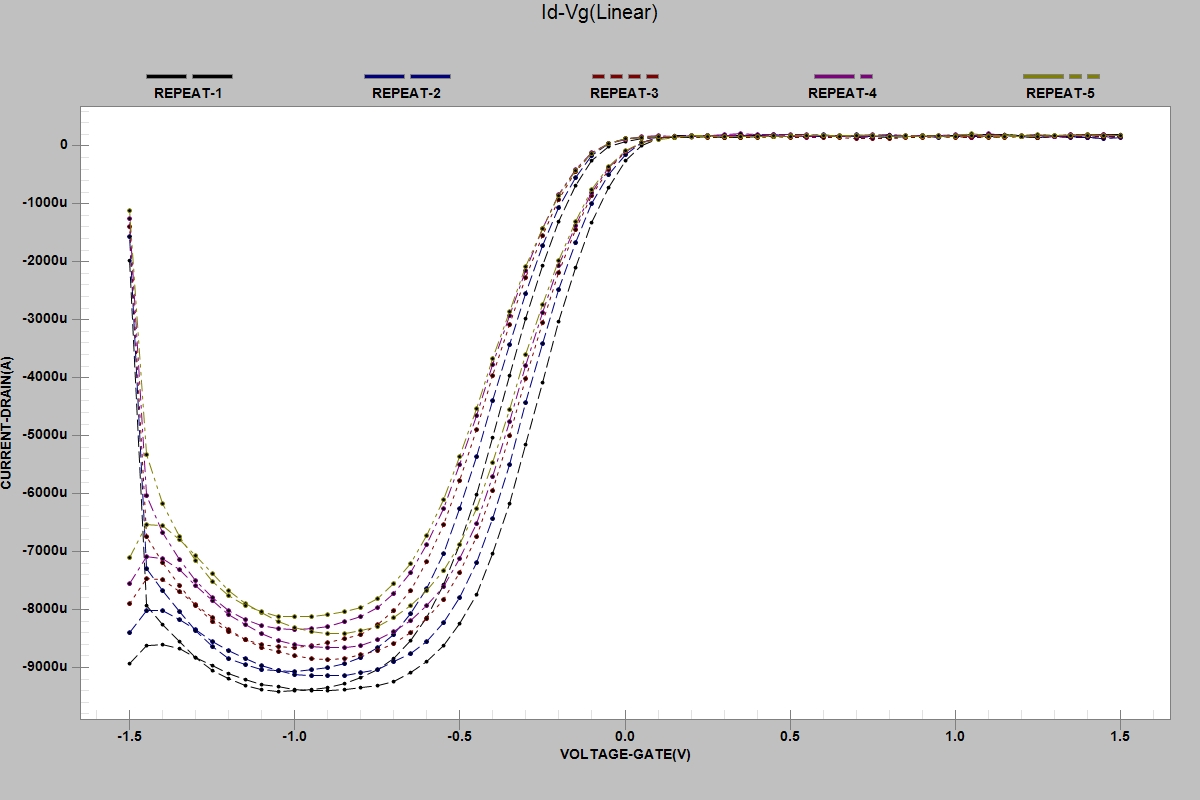 Id-Vg(Linear)
REPEAT-1 REPEAT-2 REPEAT-3 REPEAT-4 REPEAT-5
CURRENT-DRAIN(A)
0
-1000u
-2000u
-3000u
-4000u
-5000u
-6000u
-7000u
-8000u
-9000u
-1.5 -1.0 -0.5 0.0 0.5 1.0 1.5
VOLTAGE-GATE(V)